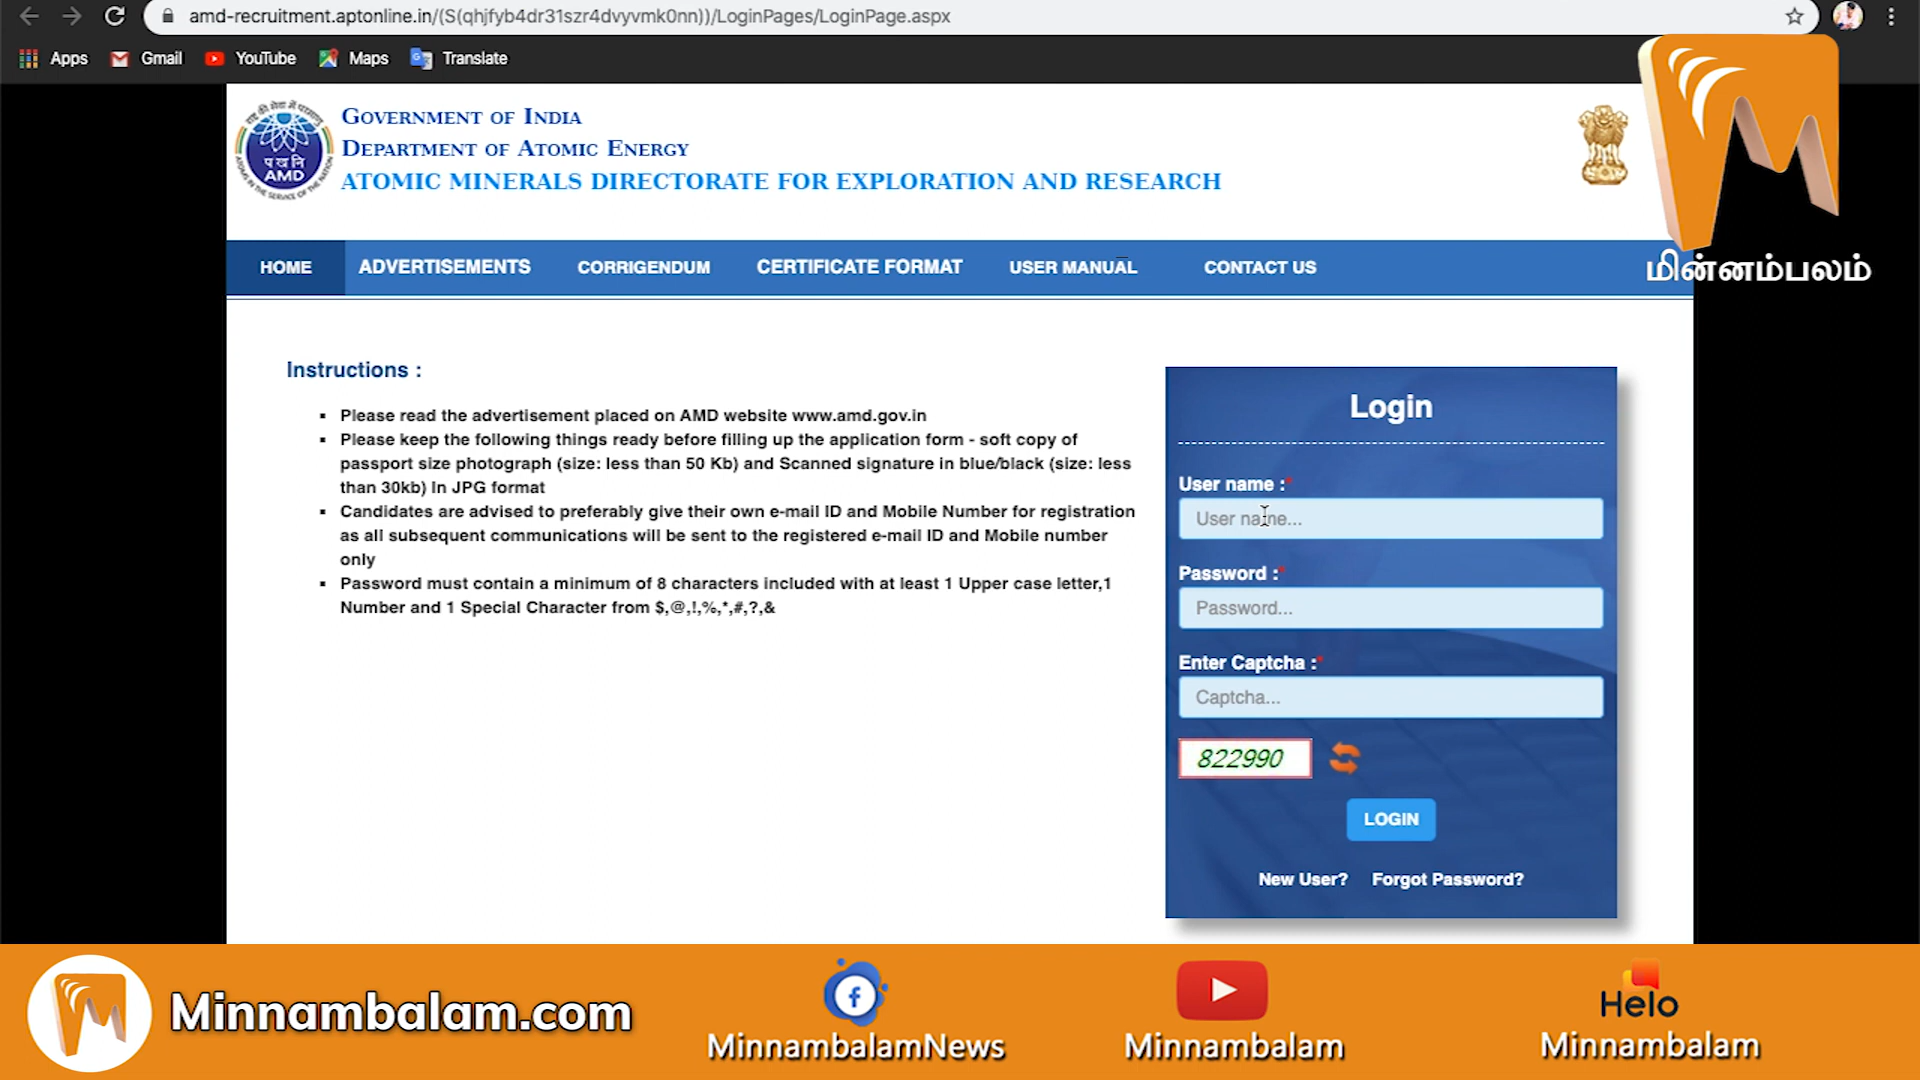 amd-recruitment.aptonline.in/(S(qhjfyb4dr31szr4dvyvmk0nn))/LoginPages/LoginPage.aspx
Apps Gmail YouTube Maps Translate
GOVERNMENT OF INDIA
DEPARTMENT OF ATOMIC ENERGY
ATOMIC MINERALS DIRECTORATE FOR EXPLORATION AND RESEARCH
प ख नि
AMD
மின்னம்பலம்
HOME ADVERTISEMENTS CORRIGENDUM CERTIFICATE FORMAT USER MANUAL CONTACT US
Instructions :
▪ Please read the advertisement placed on AMD website www.amd.gov.in
▪ Please keep the following things ready before filling up the application form - soft copy of
passport size photograph (size: less than 50 Kb) and Scanned signature in blue/black (size: less
than 30kb) In JPG format
▪ Candidates are advised to preferably give their own e-mail ID and Mobile Number for registration
as all subsequent communications will be sent to the registered e-mail ID and Mobile number
only
▪ Password must contain a minimum of 8 characters included with at least 1 Upper case letter,1
Number and 1 Special Character from $,@,!,%,*,#,?,&
Login
User name :*
User name...
Password :*
Password...
Enter Captcha :*
Captcha...
822990
LOGIN
New User? Forgot Password?
Minnambalam.com
MinnambalamNews
Minnambalam
Helo
Minnambalam